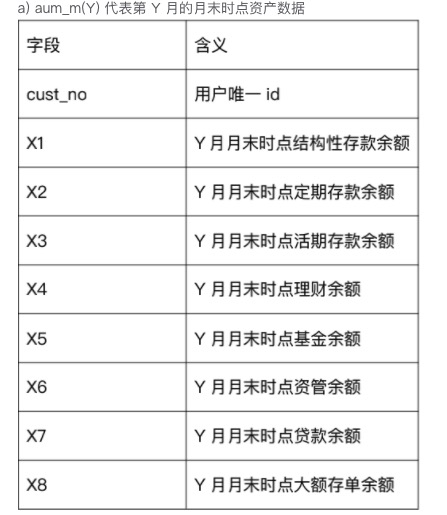 a) aum_m(Y) 代表第 Y 月的月末时点资产数据
字段 含义
cust_no 用户唯一 id
X1 Y 月月末时点结构性存款余额
X2 Y 月月末时点定期存款余额
X3 Y 月月末时点活期存款余额
X4 Y 月月末时点理财余额
X5 Y 月月末时点基金余额
X6 Y 月月末时点资管余额
X7 Y 月月末时点贷款余额
X8 Y 月月末时点大额存单余额